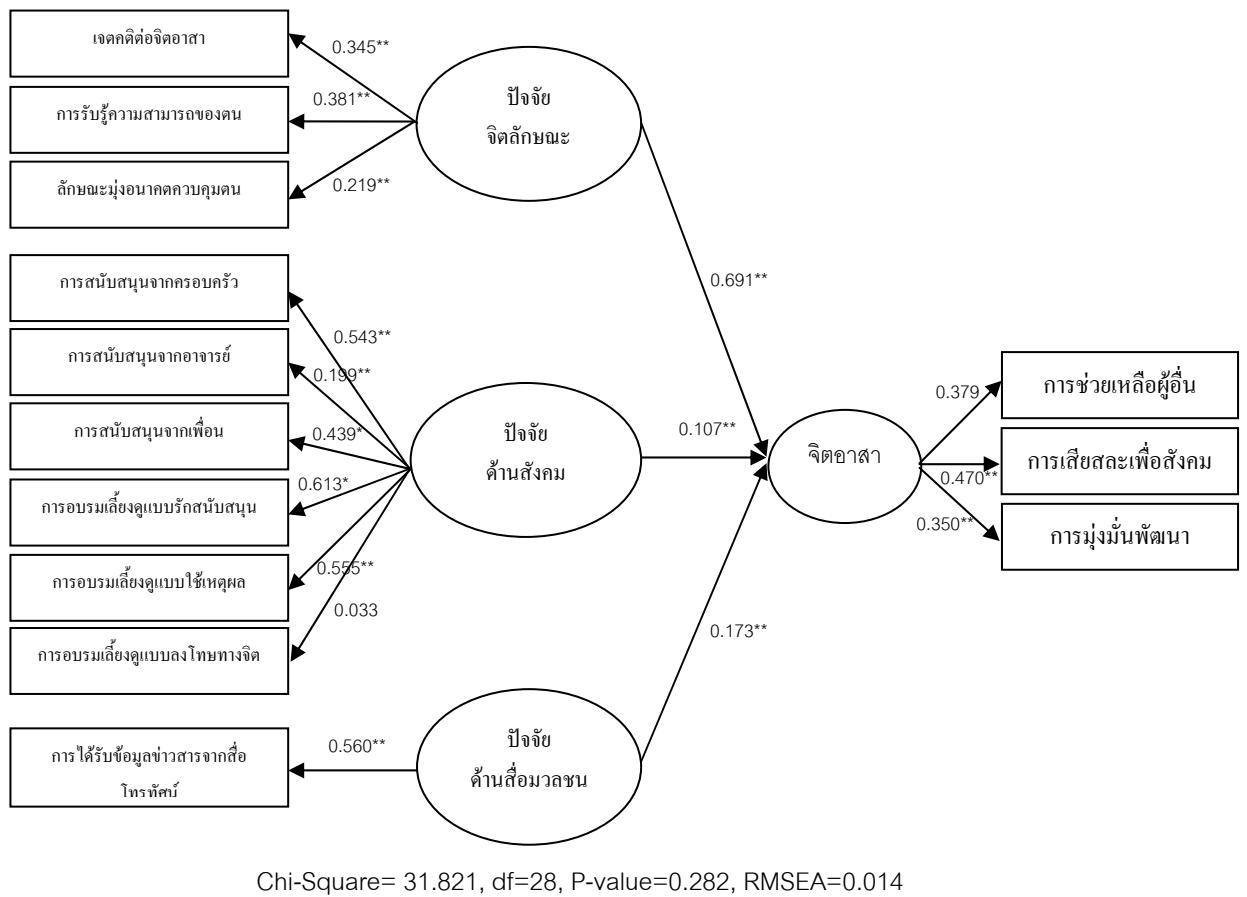 เจตคติต่อจิตอาสา
0.345**
การรับรู้ความสามารถของตน
0.381**
ลักษณะมุ่งอนาคตควบคุมตน
0.219**
ปัจจัย
จิตลักษณะ
0.691**
การสนับสนุนจากครอบครัว
0.543**
การสนับสนุนจากอาจารย์
0.199**
การสนับสนุนจากเพื่อน
0.439*
การอบรมเลี้ยงดูแบบรักสนับสนุน
0.613*
การอบรมเลี้ยงดูแบบใช้เหตุผล
0.555**
การอบรมเลี้ยงดูแบบลงโทษทางจิต
0.033
ปัจจัย
ด้านสังคม
0.107**
จิตอาสา
0.379
การช่วยเหลือผู้อื่น
0.470**
การเสียสละเพื่อสังคม
0.350**
การมุ่งมั่นพัฒนา
0.173**
การได้รับข้อมูลข่าวสารจากสื่อ
โทรทัศน์
0.560**
ปัจจัย
ด้านสื่อมวลชน
Chi-Square= 31.821, df=28, P-value=0.282, RMSEA=0.014